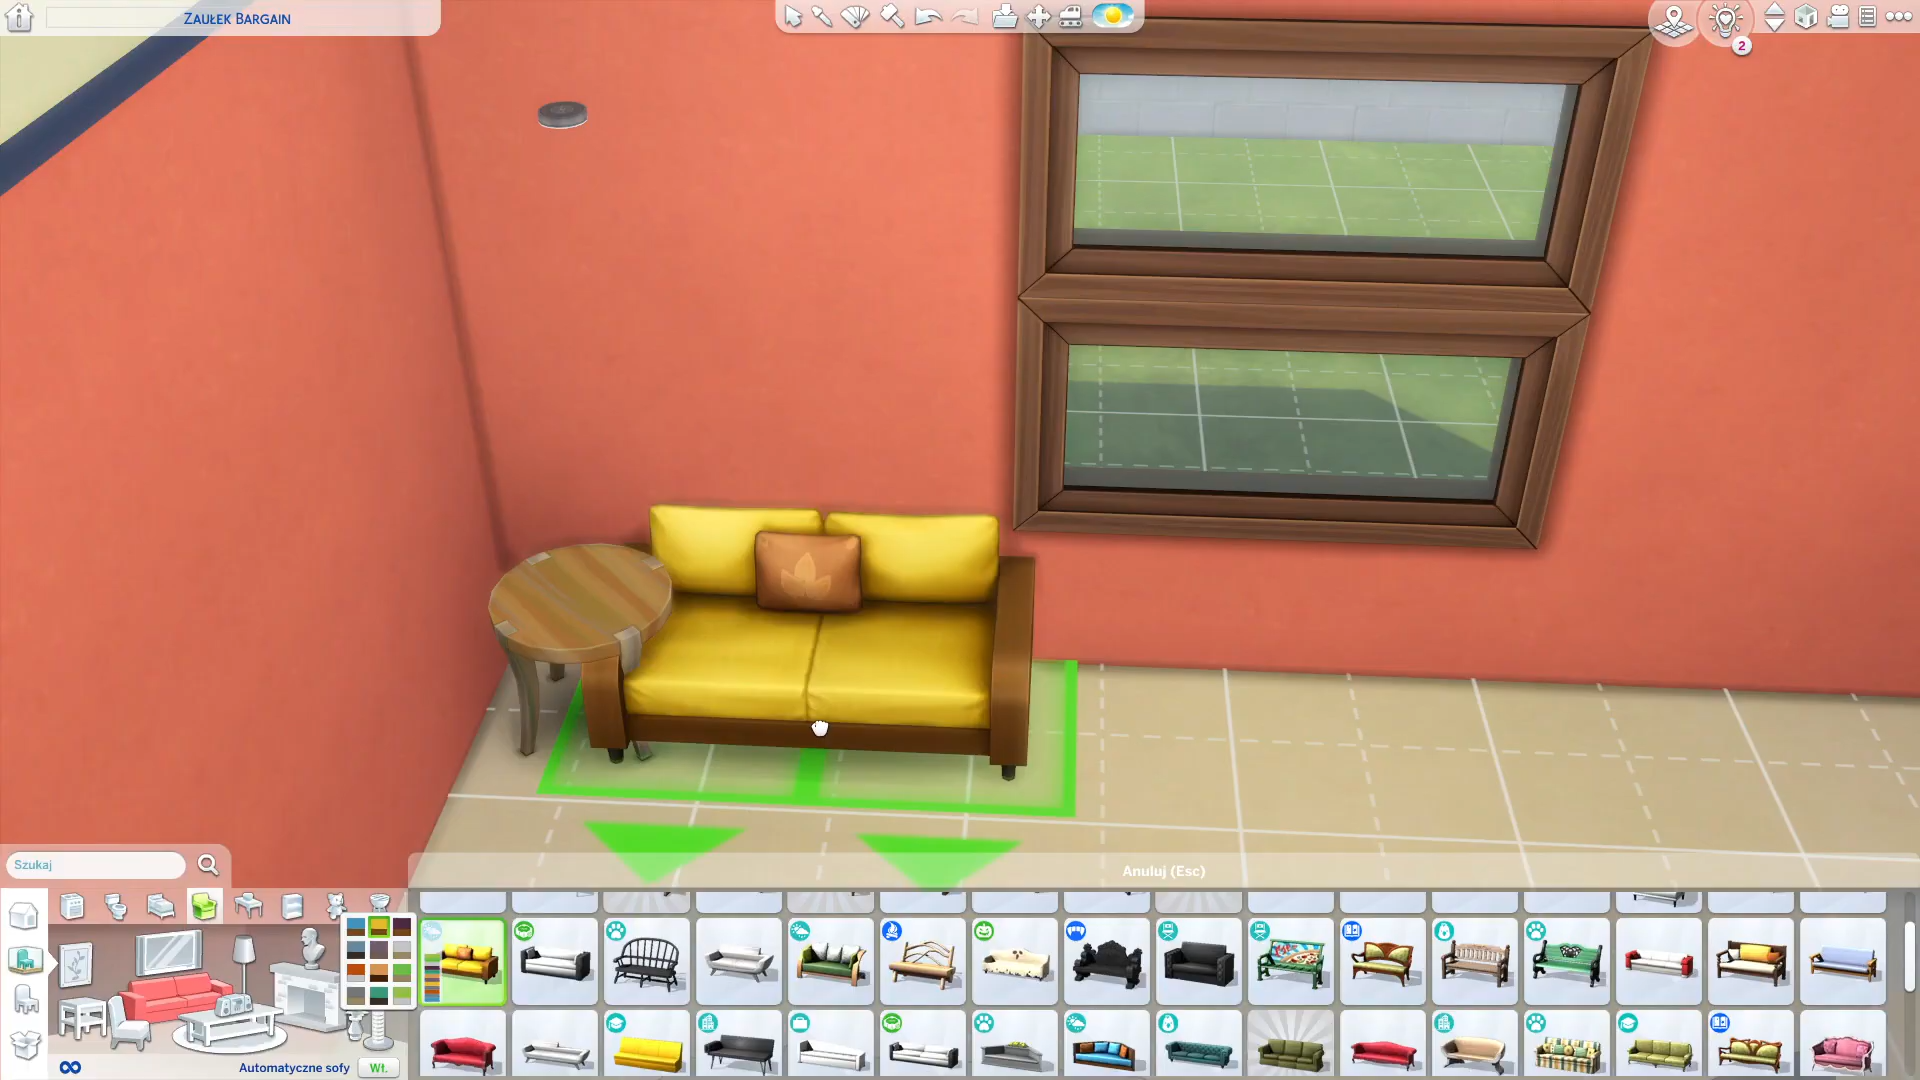 Zaułek Bargain
2
Anuluj (Esc)
Szukaj
Automatyczne sofy
Wł.